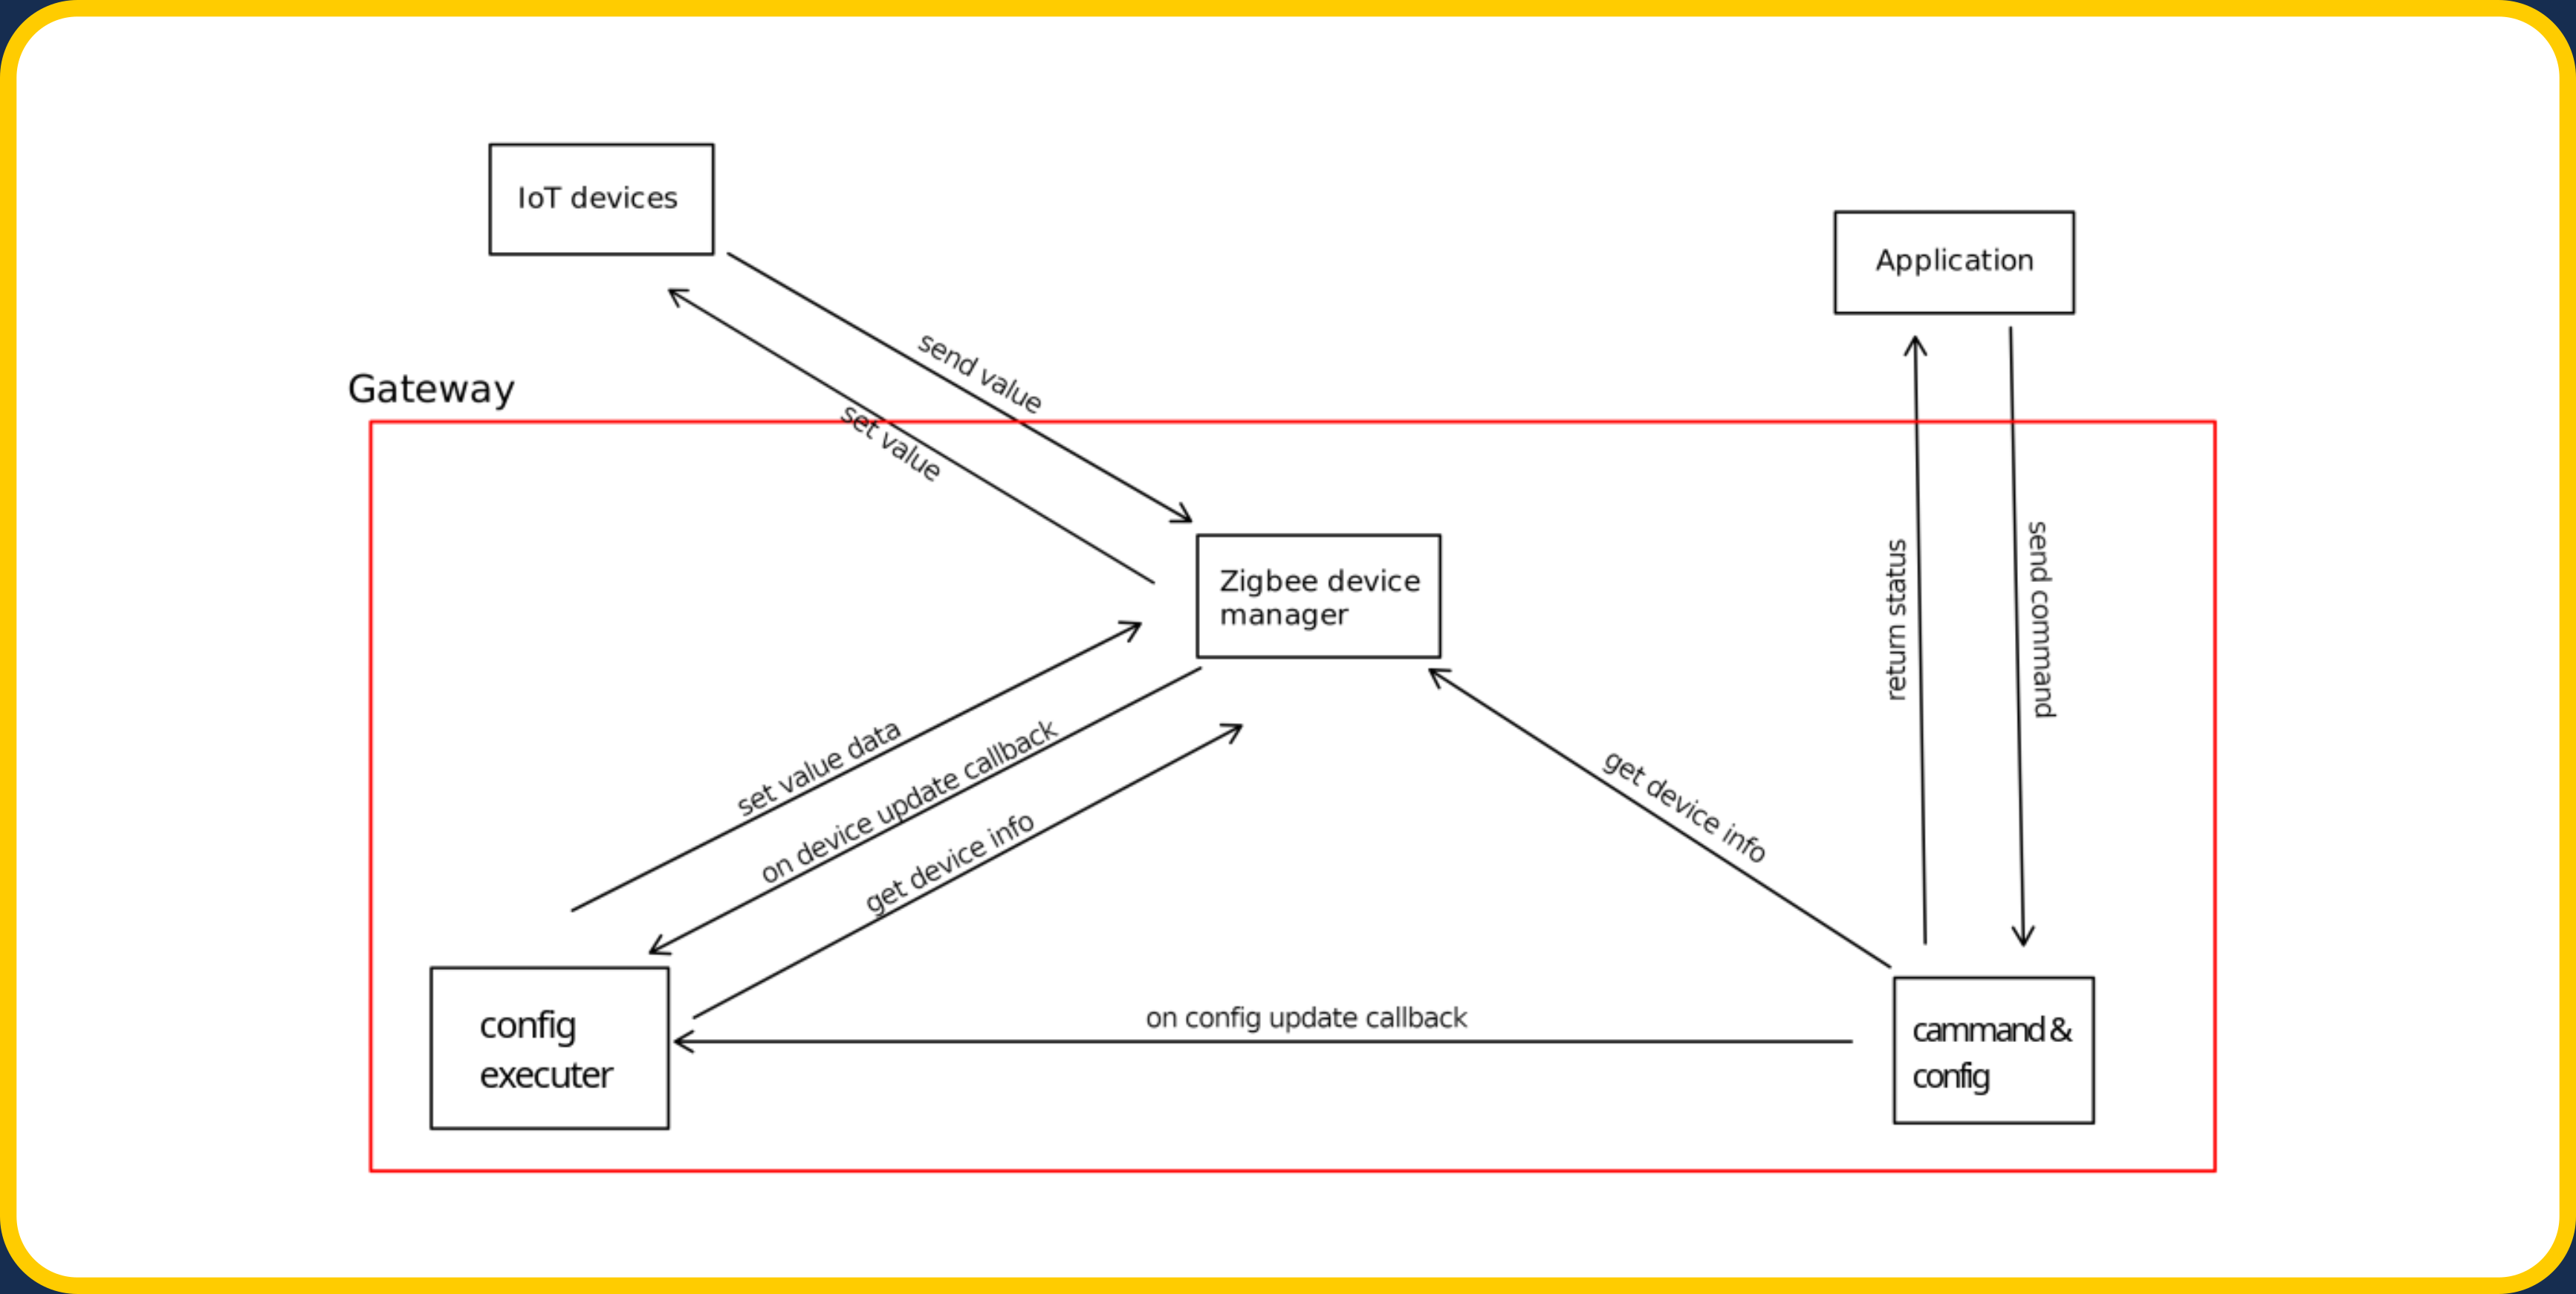 IoT devices
Application
send value
Gateway
set value
Zigbee device
manager
return status
send command
set value data
on device update callback
get device info
get device info
config
executer
on config update callback
cammand &
config